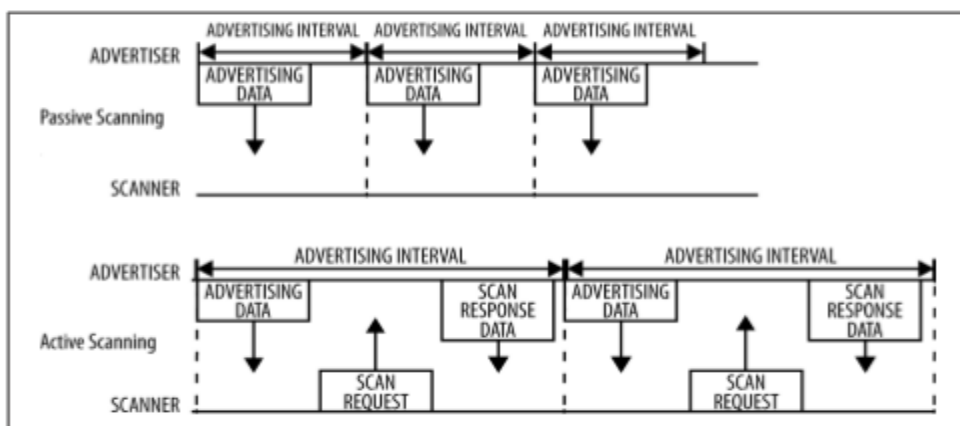 ADVERTISING INTERVAL ADVERTISING INTERVAL ADVERTISING INTERVAL
ADVERTISER
ADVERTISING ADVERTISING ADVERTISING
DATA DATA DATA
Passive Scanning
SCANNER
ADVERTISING INTERVAL ADVERTISING INTERVAL
ADVERTISER
ADVERTISING SCAN ADVERTISING SCAN
DATA RESPONSE DATA RESPONSE
DATA DATA
Active Scanning
SCAN SCAN
SCANNER REQUEST REQUEST